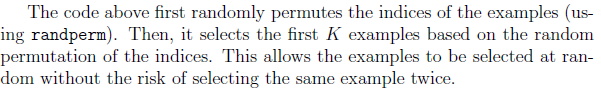 The code above first randomly permutes the indices of the examples (us-
ing randperm). Then, it selects the first K examples based on the random
permutation of the indices. This allows the examples to be selected at ran-
dom without the risk of selecting the same example twice.